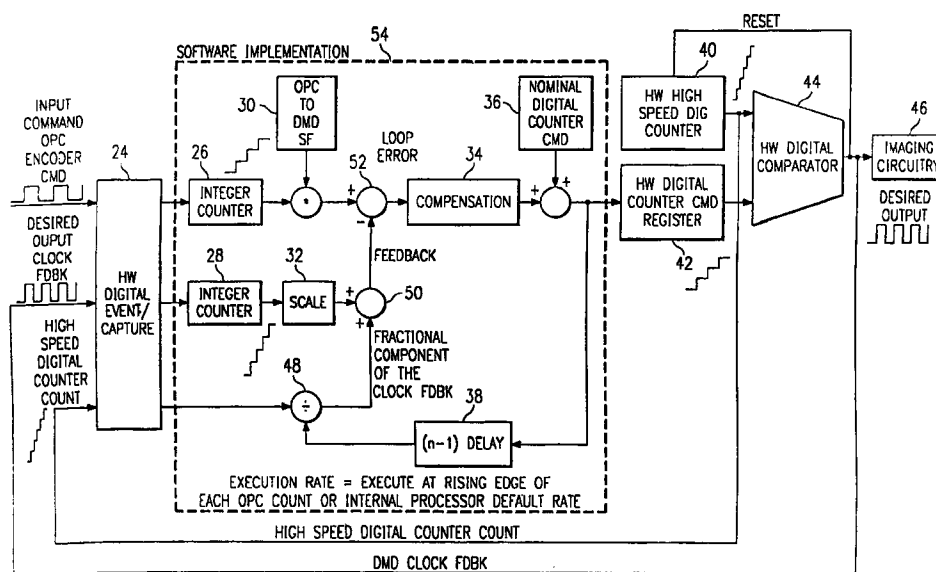 SOFTWARE IMPLEMENTATION
54
RESET
INPUT
COMMAND
OPC
ENCODER
CMD
24
30
OPC
TO
DMD
SF
36
NOMINAL
DIGITAL
COUNTER
CMD
40
HW HIGH
SPEED DIG
COUNTER
44
HW DIGITAL
COMPARATOR
46
IMAGING
CIRCUITRY
DESIRED
OUTPUT
26
INTEGER
COUNTER
*
+
-
52
LOOP
ERROR
34
COMPENSATION
+
+
HW DIGITAL
COUNTER CMD
REGISTER
42
DESIRED
OUPUT
CLOCK
FDBK
HW
DIGITAL
EVENT/
CAPTURE
28
INTEGER
COUNTER
32
SCALE
+
+
50
FEEDBACK
HIGH
SPEED
DIGITAL
COUNTER
COUNT
48
÷
FRACTIONAL
COMPONENT
OF THE
CLOCK FDBK
38
(n-1) DELAY
EXECUTION RATE = EXECUTE AT RISING EDGE OF
EACH OPC COUNT OR INTERNAL PROCESSOR DEFAULT RATE
HIGH SPEED DIGITAL COUNTER COUNT
DMD CLOCK FDBK